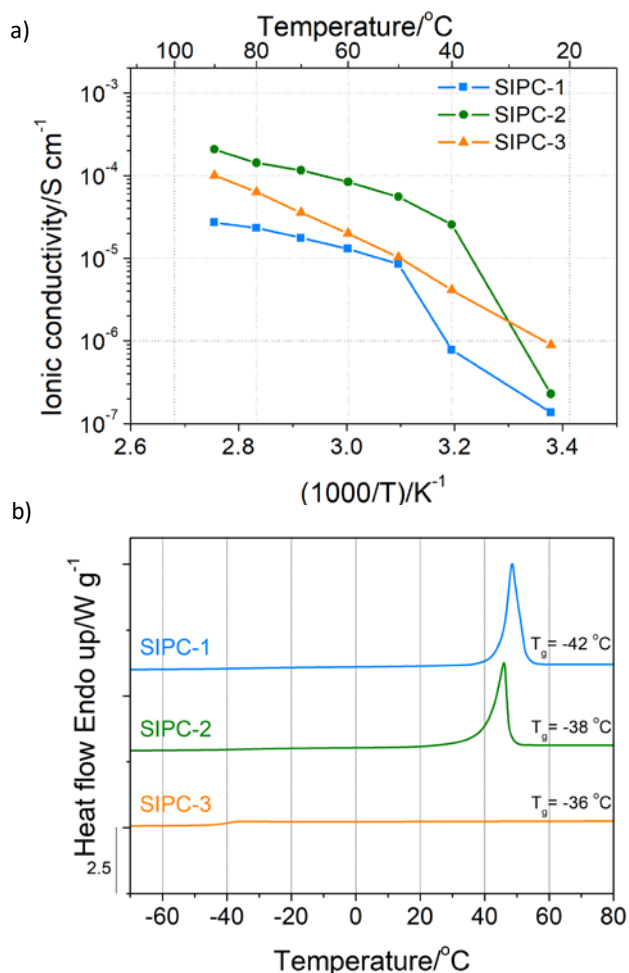 a)
Temperature/°C
100 80 60 40 20
Ionic conductivity/S cm⁻¹
10⁻³
10⁻⁴
10⁻⁵
10⁻⁶
10⁻⁷
SIPC-1
SIPC-2
SIPC-3
2.6 2.8 3.0 3.2 3.4
(1000/T)/K⁻¹
b)
Heat flow Endo up/W g⁻¹
SIPC-1
T_g= -42 °C
SIPC-2
T_g= -38 °C
SIPC-3
T_g= -36 °C
2.5
-60 -40 -20 0 20 40 60 80
Temperature/°C